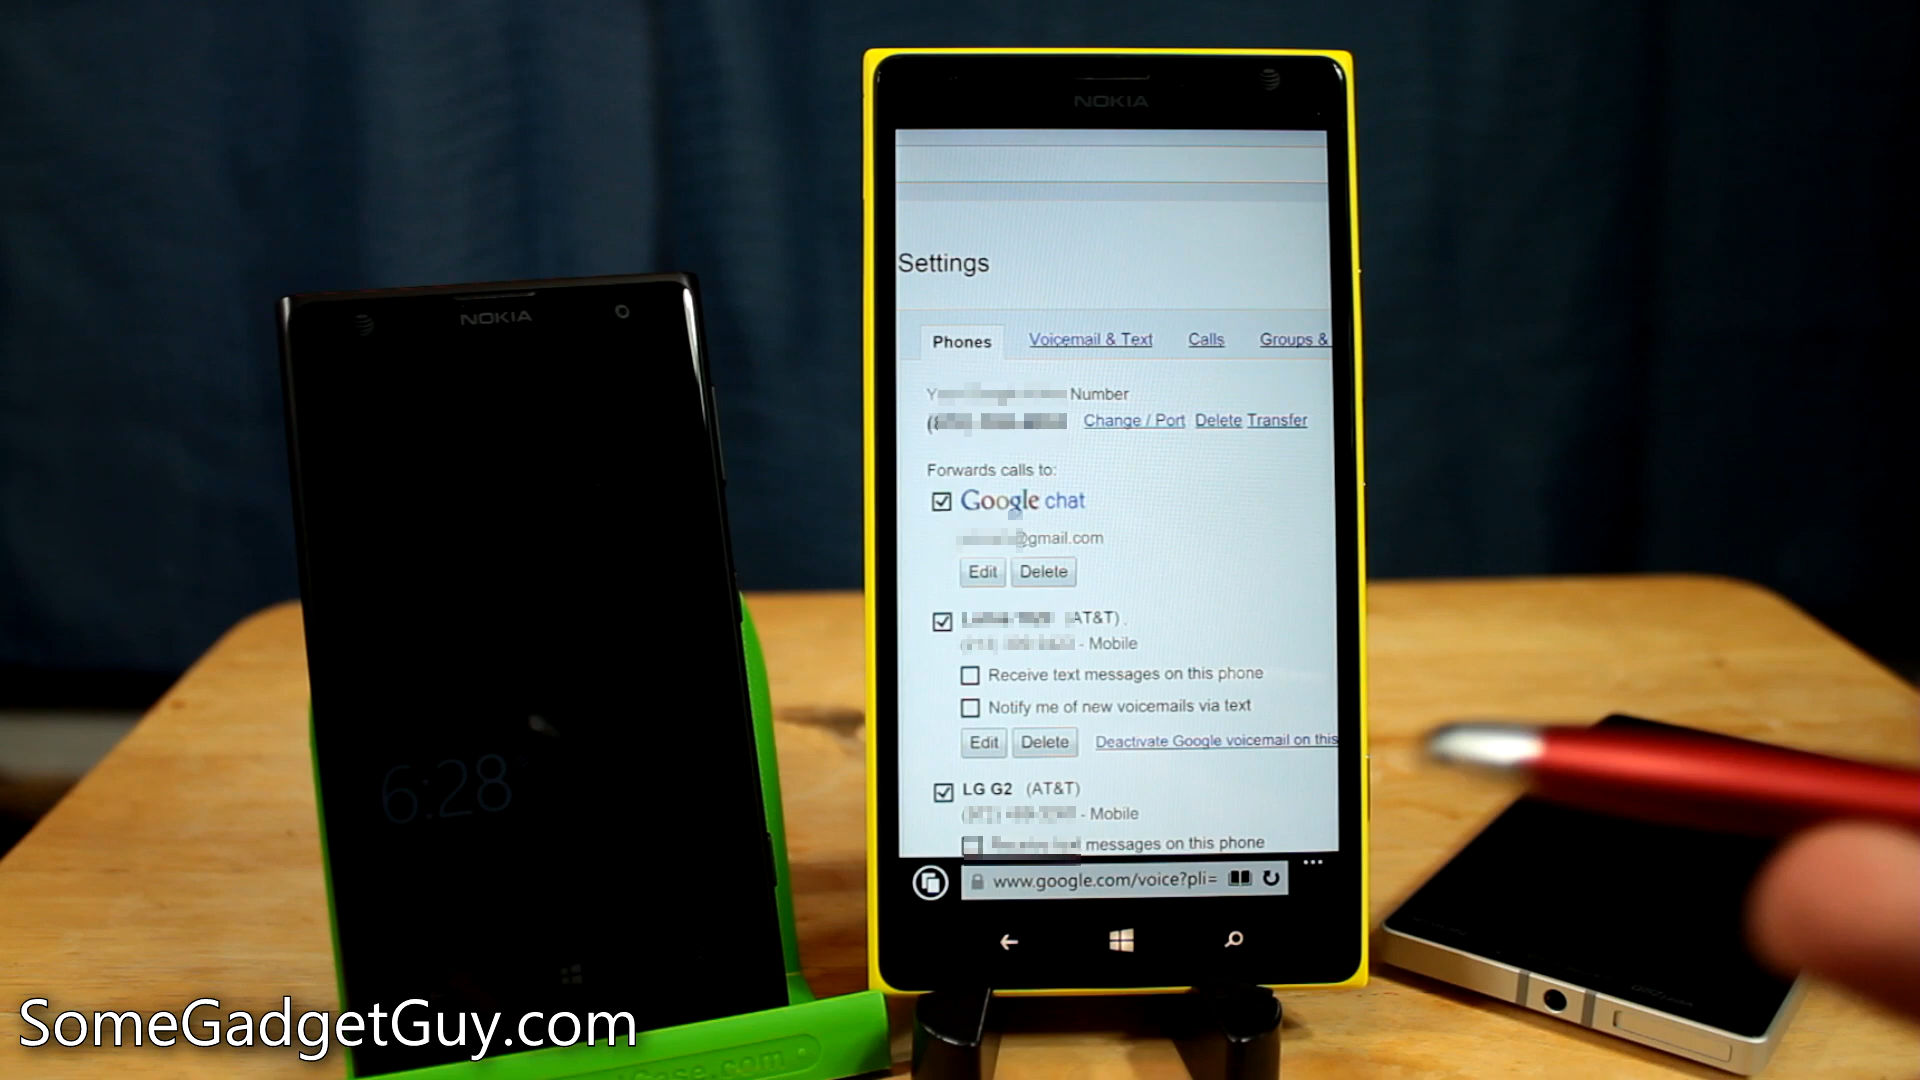 NOKIA
Settings
Phones Voicemail & Text Calls Groups &
Number
Change / Port Delete Transfer
Forwards calls to:
Google chat
@gmail.com
Edit Delete
(AT&T)
- Mobile
Receive text messages on this phone
Notify me of new voicemails via text
Edit Delete Deactivate Google voicemail on this
LG G2 (AT&T)
- Mobile
messages on this phone
www.google.com/voice?pli=
NOKIA
6:28
SomeGadgetGuy.com